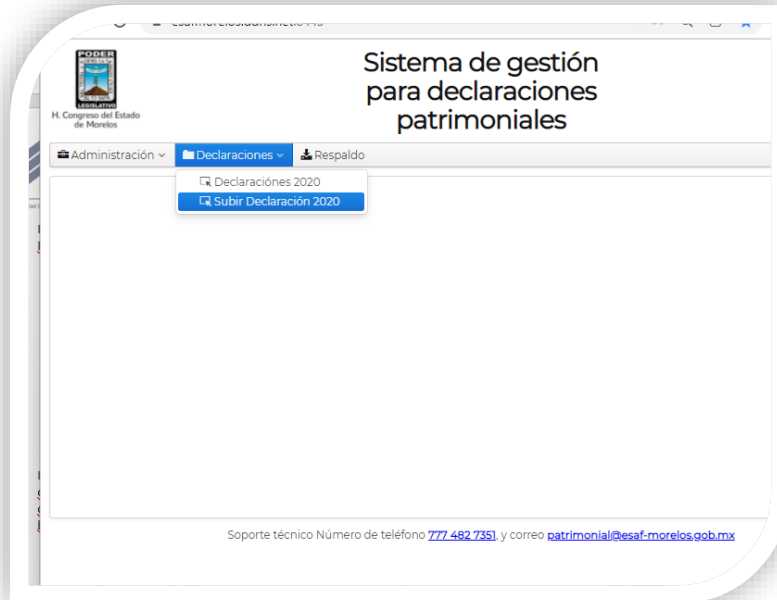 PODER
LEGISLATIVO
H. Congreso del Estado
de Morelos
Sistema de gestión
para declaraciones
patrimoniales
Administración
Declaraciones
Respaldo
Declaraciónes 2020
Subir Declaración 2020
Soporte técnico Número de teléfono 777 482 7351, y correo patrimonial@esaf-morelos.gob.mx